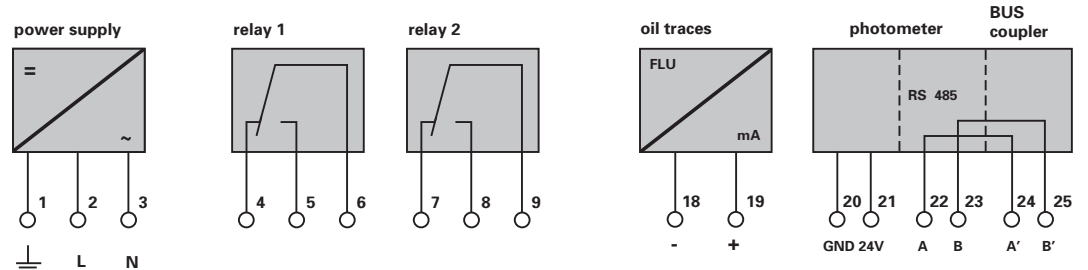 power supply relay 1 relay 2 oil traces photometer BUS coupler
= FLU
RS 485
~ mA
1 2 3 4 5 6 7 8 9 18 19 20 21 22 23 24 25
L N - + GND 24V A B A′ B′